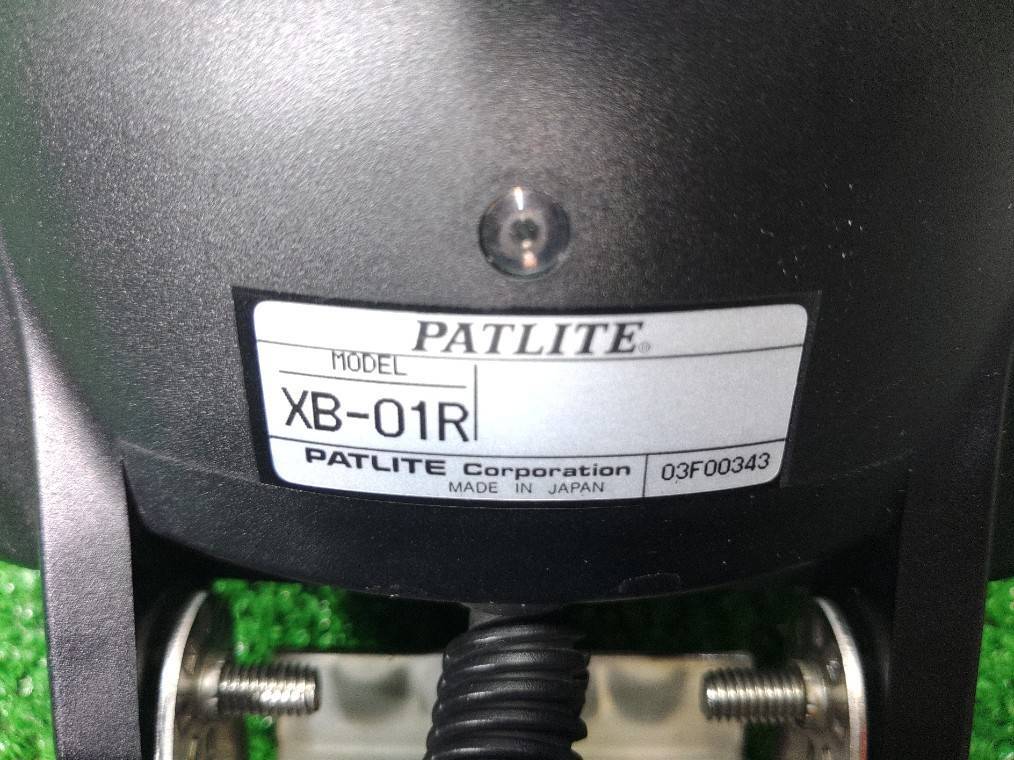 PATLITE®
MODEL
XB-01R
PATLITE Corporation
MADE IN JAPAN
03F00343